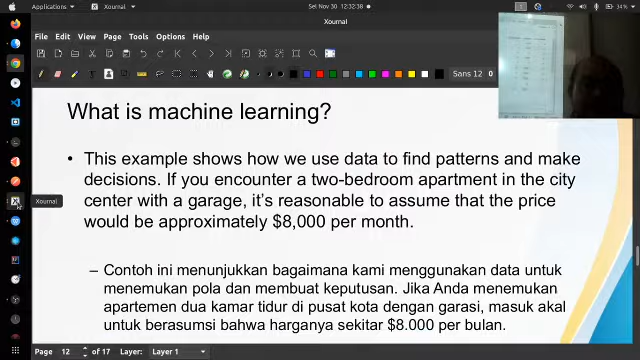 Applications
Xournal
Sel Nov 30 12:32:38
1
34%
Xournal
File Edit View Tools Options Help
Sans 12
What is machine learning?
• This example shows how we use data to find patterns and make
decisions. If you encounter a two-bedroom apartment in the city
center with a garage, it's reasonable to assume that the price
would be approximately $8,000 per month.
– Contoh ini menunjukkan bagaimana kami menggunakan data untuk
menemukan pola dan membuat keputusan. Jika Anda menemukan
apartemen dua kamar tidur di pusat kota dengan garasi, masuk akal
untuk berasumsi bahwa harganya sekitar $8.000 per bulan.
Xournal
Page 12 of 17 Layer: Layer 1